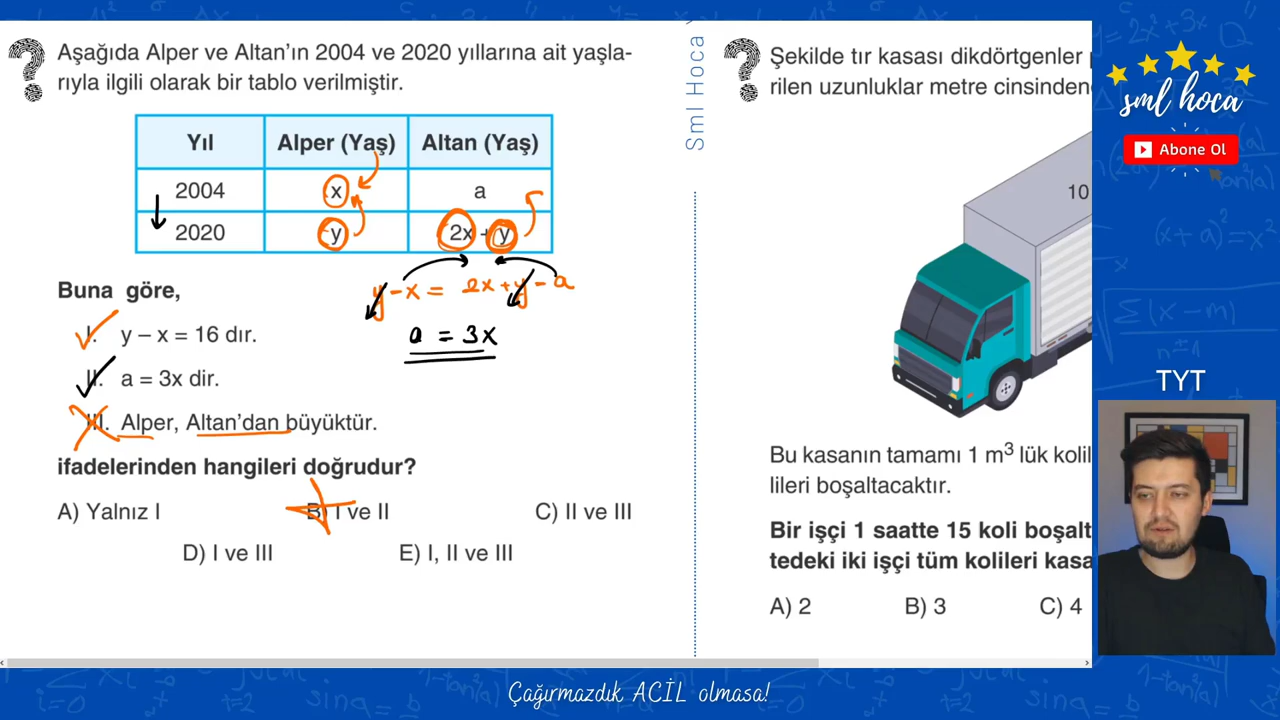 Aşağıda Alper ve Altan’ın 2004 ve 2020 yıllarına ait yaşla-
rıyla ilgili olarak bir tablo verilmiştir.
Yıl Alper (Yaş) Altan (Yaş)
2004 x a
2020 y 2x + y
y - x = 2x + y - a
a = 3x
Buna göre,
I. y – x = 16 dır.
II. a = 3x dir.
III. Alper, Altan’dan büyüktür.
ifadelerinden hangileri doğrudur?
A) Yalnız I B) I ve II C) II ve III
D) I ve III E) I, II ve III
Sml Hoca
Şekilde tır kasası dikdörtgenler
rilen uzunluklar metre cinsinden
10
Bu kasanın tamamı 1 m³ lük koli
lileri boşaltacaktır.
Bir işçi 1 saatte 15 koli boşalt
tedeki iki işçi tüm kolileri kasa
A) 2 B) 3 C) 4
sml hoca
Abone Ol
TYT
Çağırmazdık ACİL olmasa!